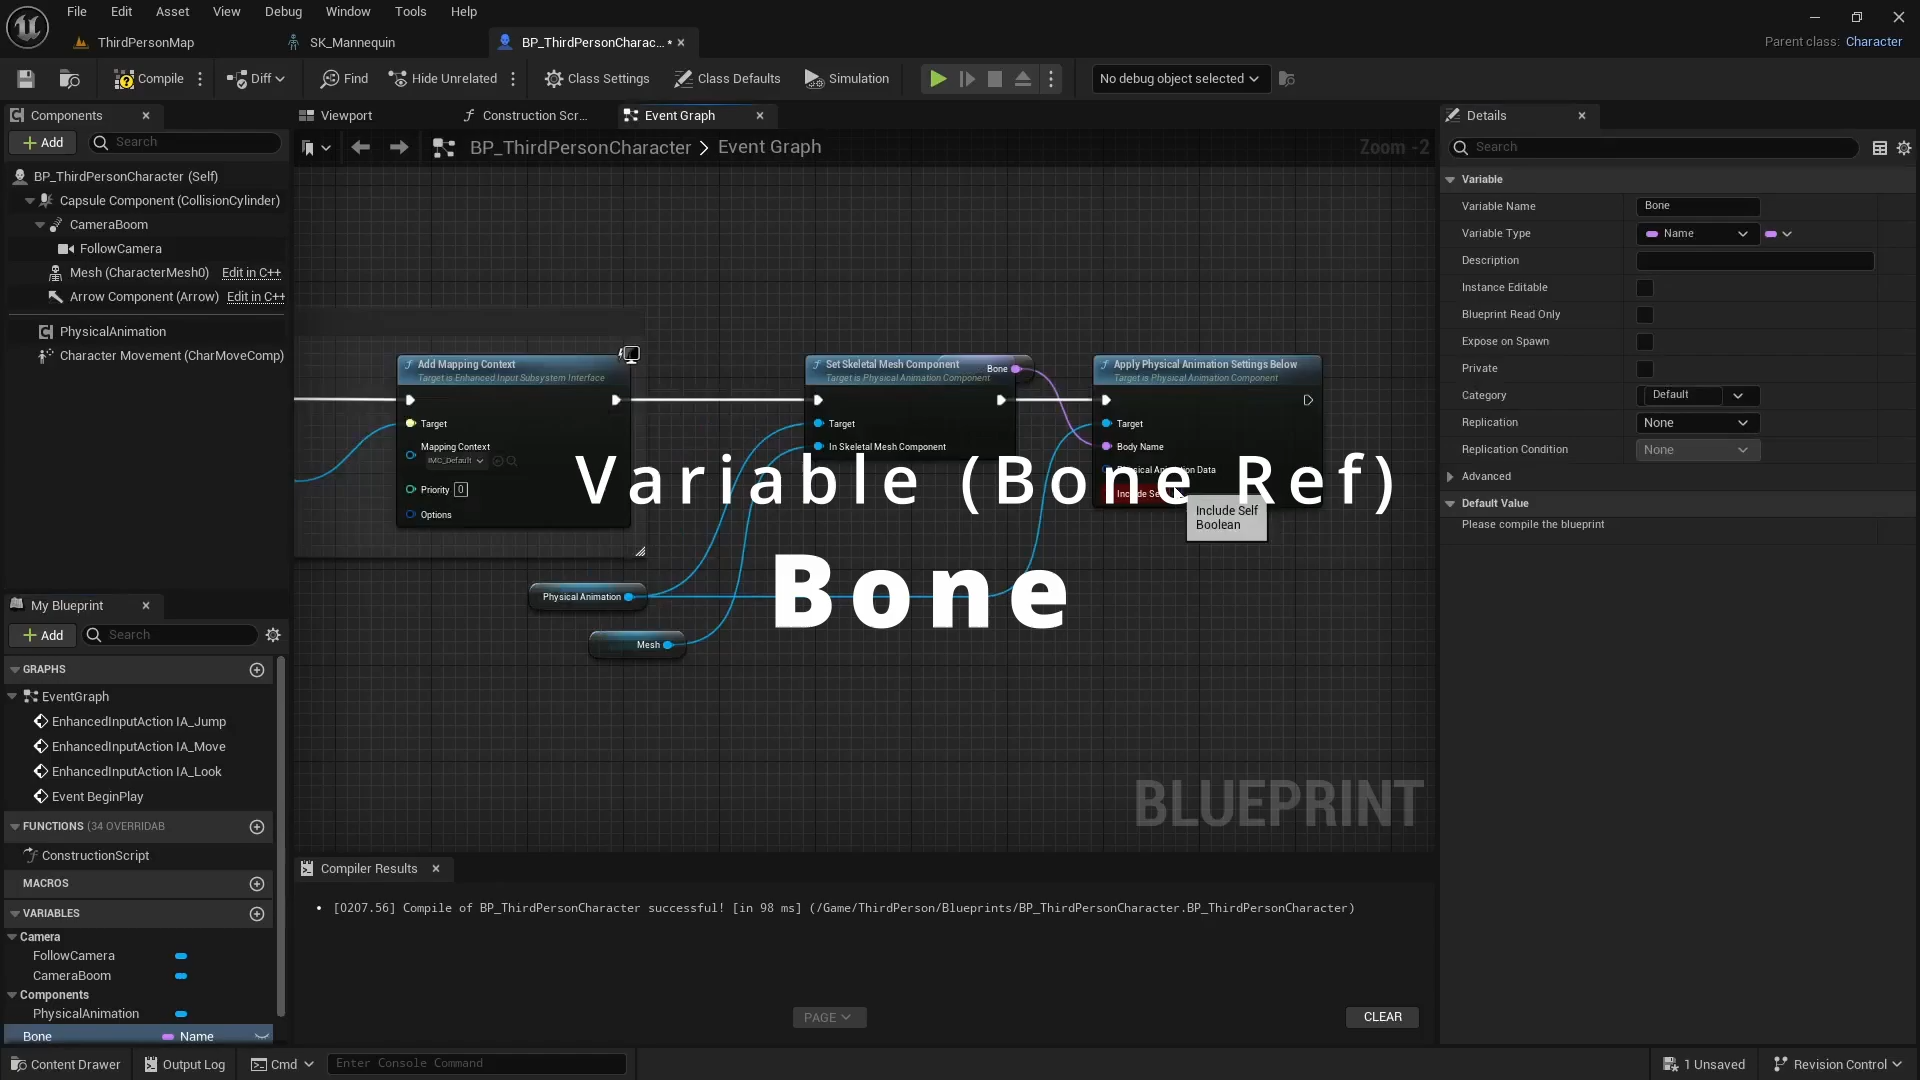 File Edit Asset View Debug Window Tools Help
ThirdPersonMap SK_Mannequin BP_ThirdPersonCharac... •
Parent class: Character
Compile Diff Find Hide Unrelated Class Settings Class Defaults Simulation No debug object selected
Components
Add Search
BP_ThirdPersonCharacter (Self)
Capsule Component (CollisionCylinder)
CameraBoom
FollowCamera
Mesh (CharacterMesh0) Edit in C++
Arrow Component (Arrow) Edit in C++
PhysicalAnimation
Character Movement (CharMoveComp)
My Blueprint
Add Search
GRAPHS
EventGraph
EnhancedInputAction IA_Jump
EnhancedInputAction IA_Move
EnhancedInputAction IA_Look
Event BeginPlay
FUNCTIONS (34 OVERRIDAB
ConstructionScript
MACROS
VARIABLES
Camera
FollowCamera
CameraBoom
Components
PhysicalAnimation
Bone Name
Viewport Construction Scr... Event Graph
BP_ThirdPersonCharacter > Event Graph
Zoom -2
Add Mapping Context
Target is Enhanced Input Subsystem Interface
Target
Mapping Context
IMC_Default
Priority 0
Options
Set Skeletal Mesh Component
Target is Physical Animation Component
Bone
Target
In Skeletal Mesh Component
Apply Physical Animation Settings Below
Target is Physical Animation Component
Target
Body Name
Physical Animation Data
Include Se
Include Self
Boolean
Variable (Bone Ref)
Bone
Physical Animation
Mesh
BLUEPRINT
Compiler Results
• [0207.56] Compile of BP_ThirdPersonCharacter successful! [in 98 ms] (/Game/ThirdPerson/Blueprints/BP_ThirdPersonCharacter.BP_ThirdPersonCharacter)
PAGE
CLEAR
Details
Search
Variable
Variable Name Bone
Variable Type Name
Description
Instance Editable
Blueprint Read Only
Expose on Spawn
Private
Category Default
Replication None
Replication Condition None
Advanced
Default Value
Please compile the blueprint
Content Drawer Output Log Cmd Enter Console Command
1 Unsaved Revision Control